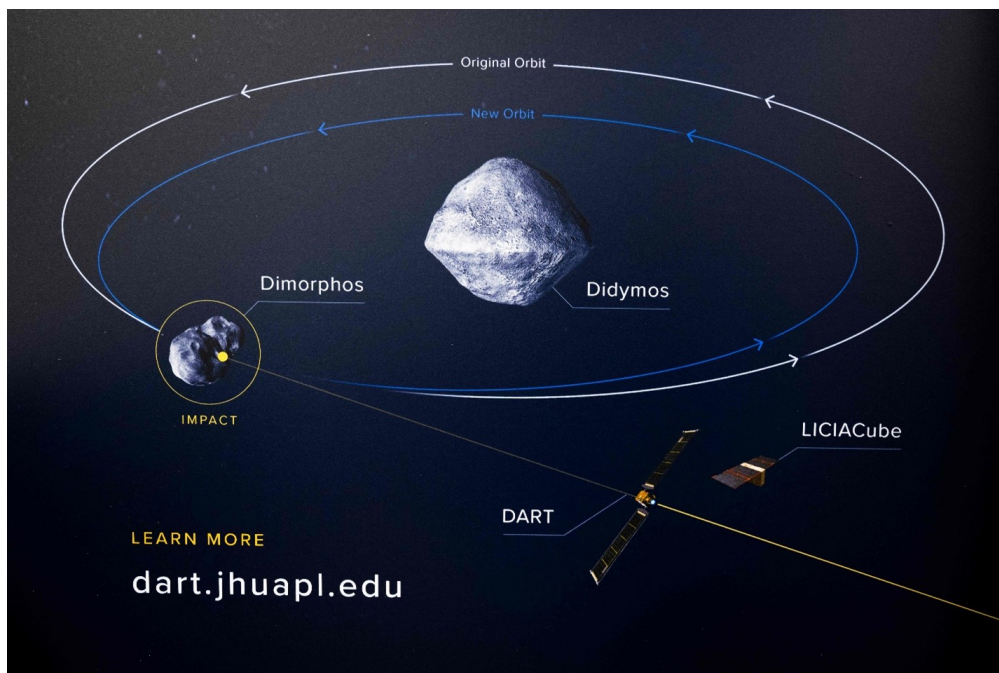 Original Orbit
New Orbit
Dimorphos
Didymos
IMPACT
LICIACube
DART
LEARN MORE
dart.jhuapl.edu